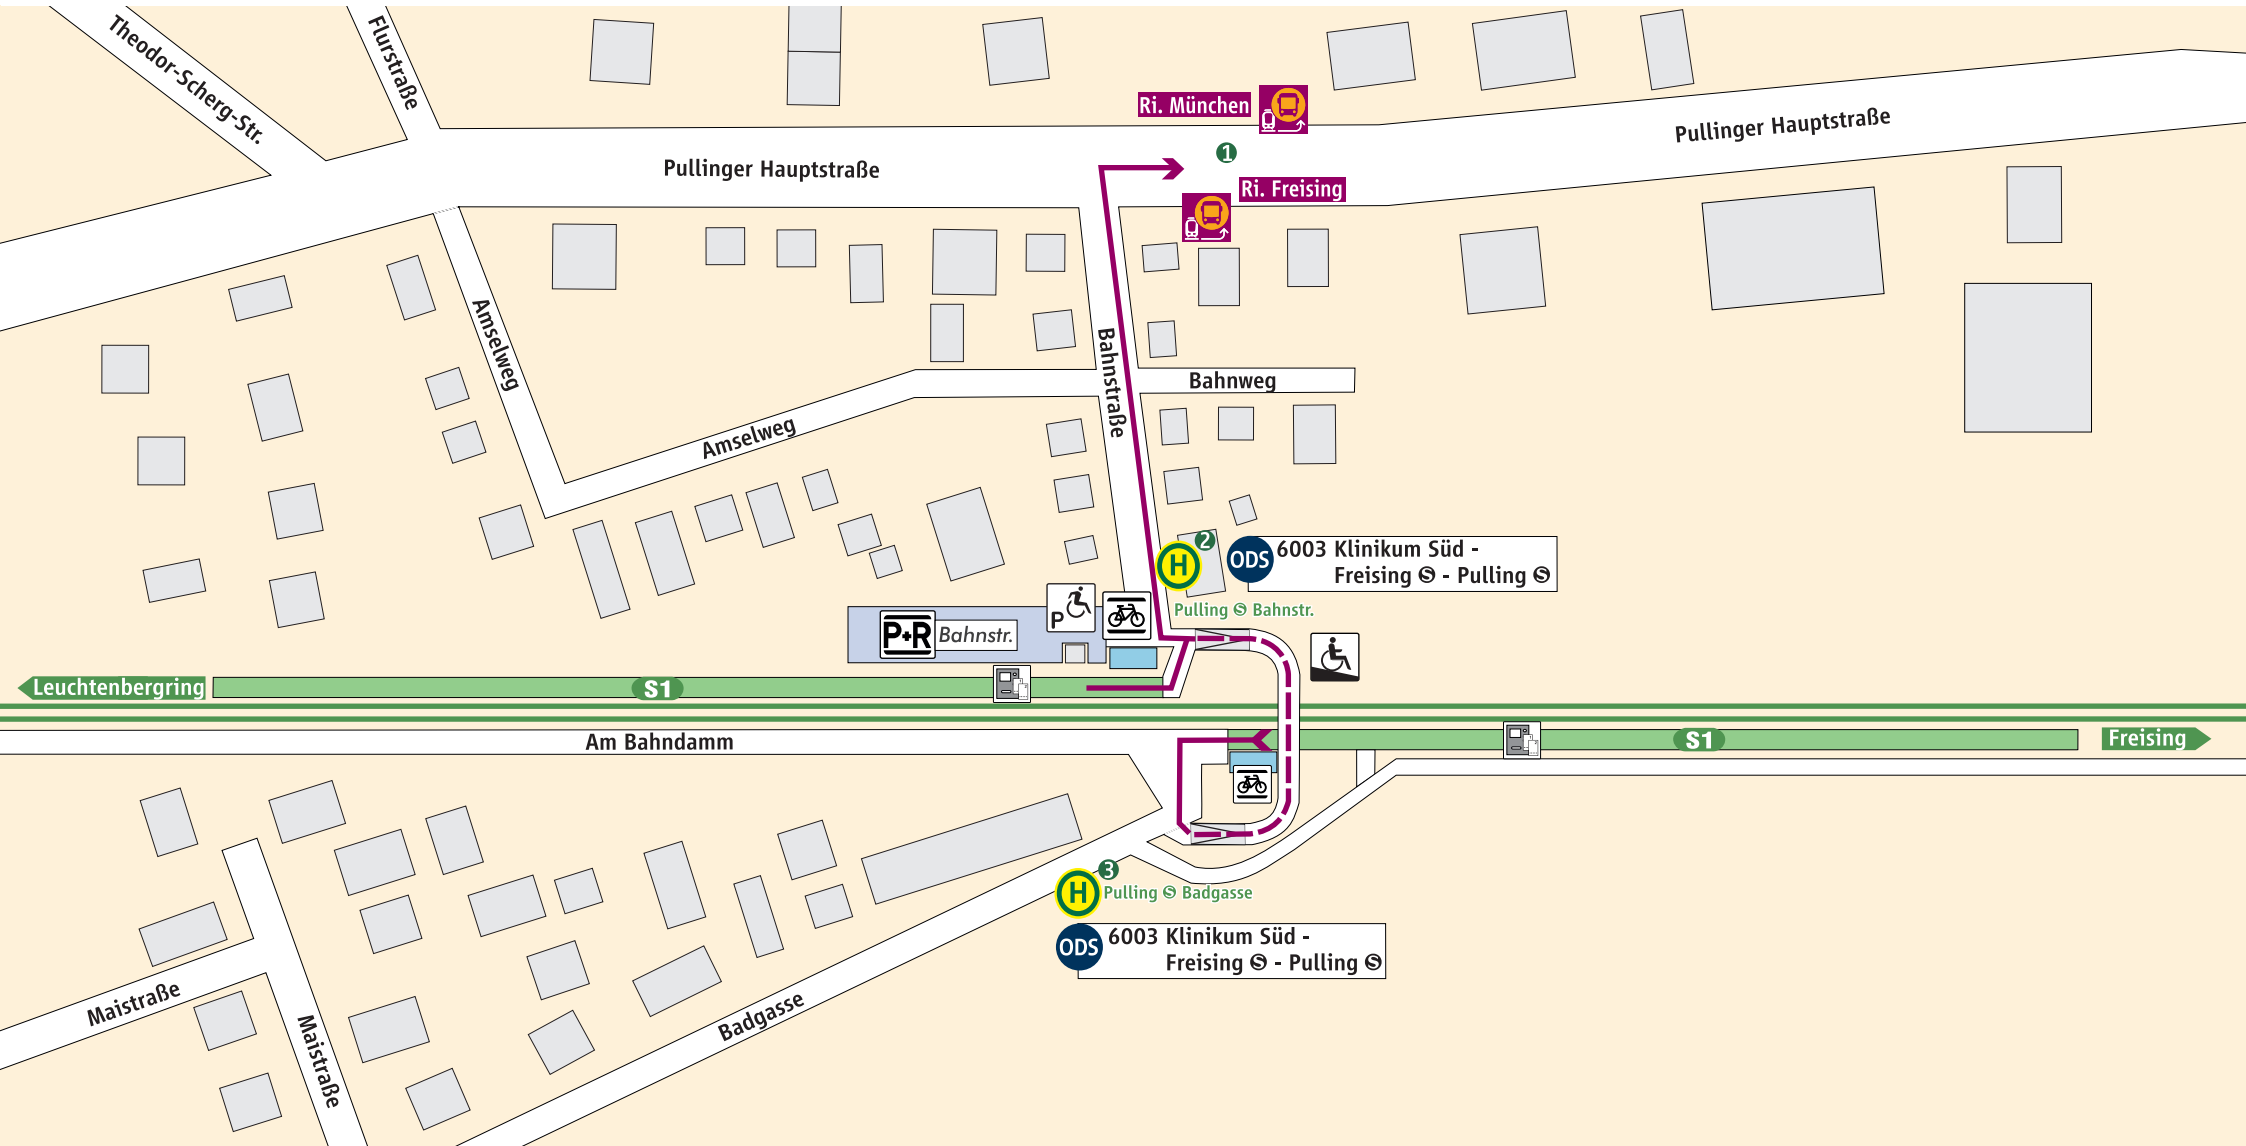 Theodor-Scherg-Str.
Flurstraße
Ri. München
1
Pullinger Hauptstraße
Pullinger Hauptstraße
Ri. Freising
Amselweg
Bahnstraße
Bahnweg
Amselweg
H
2
ODS
6003 Klinikum Süd -
Freising S - Pulling S
Pulling S Bahnstr.
P
P+R
Bahnstr.
Leuchtenbergring
S1
Am Bahndamm
S1
Freising
H
3
Pulling S Badgasse
ODS
6003 Klinikum Süd -
Freising S - Pulling S
Maistraße
Maistraße
Badgasse